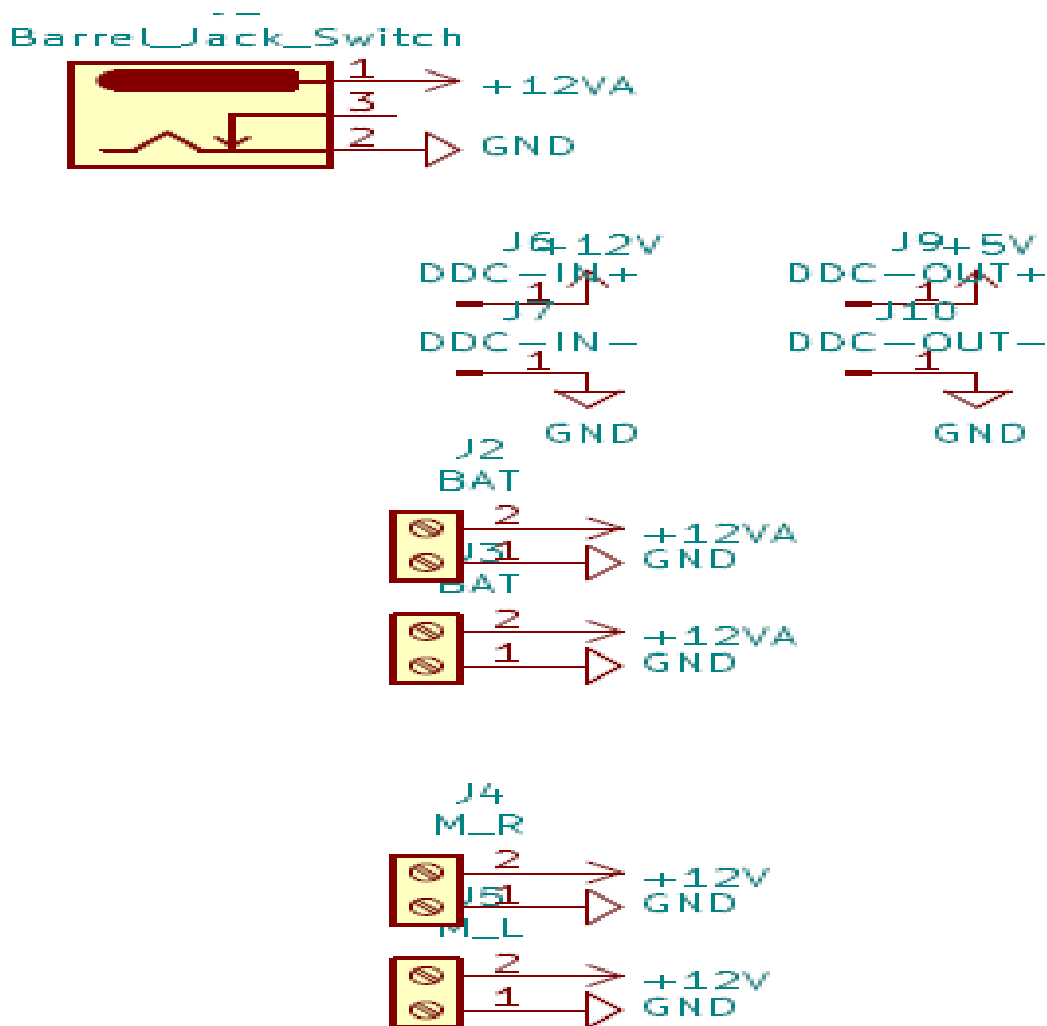 Barrel_Jack_Switch
1
+12VA
3
2
GND
J6
+12V
DDC-IN+
1
J7
DDC-IN-
1
GND
J9
+5V
DDC-OUT+
1
J10
DDC-OUT-
1
GND
J2
BAT
2
+12VA
1
GND
J3
BAT
2
+12VA
1
GND
J4
M_R
2
+12V
1
GND
J5
M_L
2
+12V
1
GND